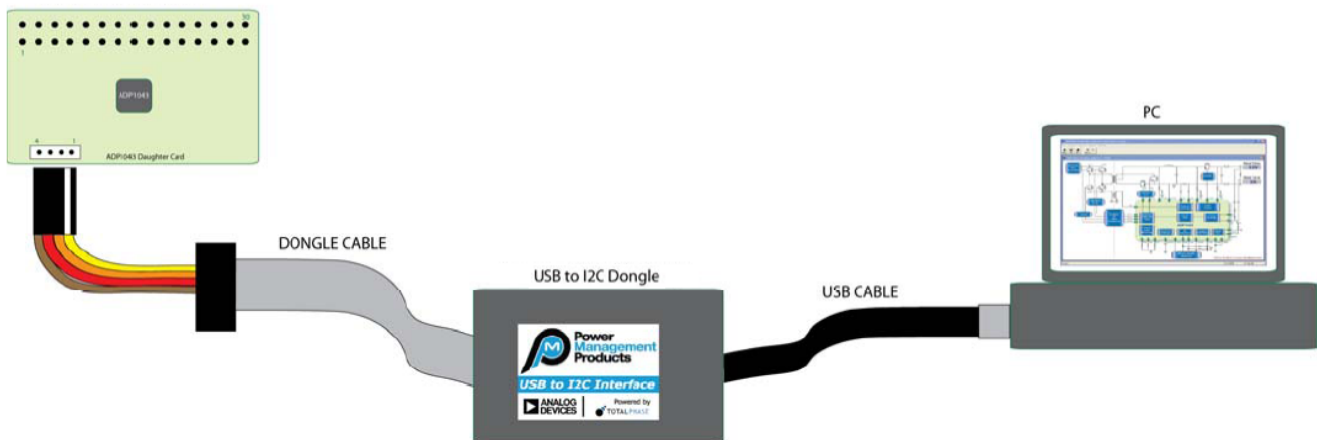 30
1
ADP1043
4 1
ADP1043 Daughter Card
DONGLE CABLE
USB to I2C Dongle
Power
Management
Products
USB to I2C Interface
ANALOG
DEVICES
Powered by
TOTALPHASE
USB CABLE
PC